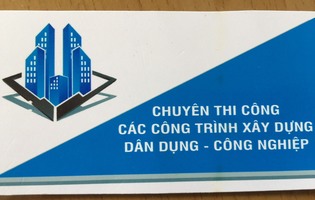 CHUYÊN THI CÔNG
CÁC CÔNG TRÌNH XÂY DỰNG
DÂN DỤNG - CÔNG NGHIỆP